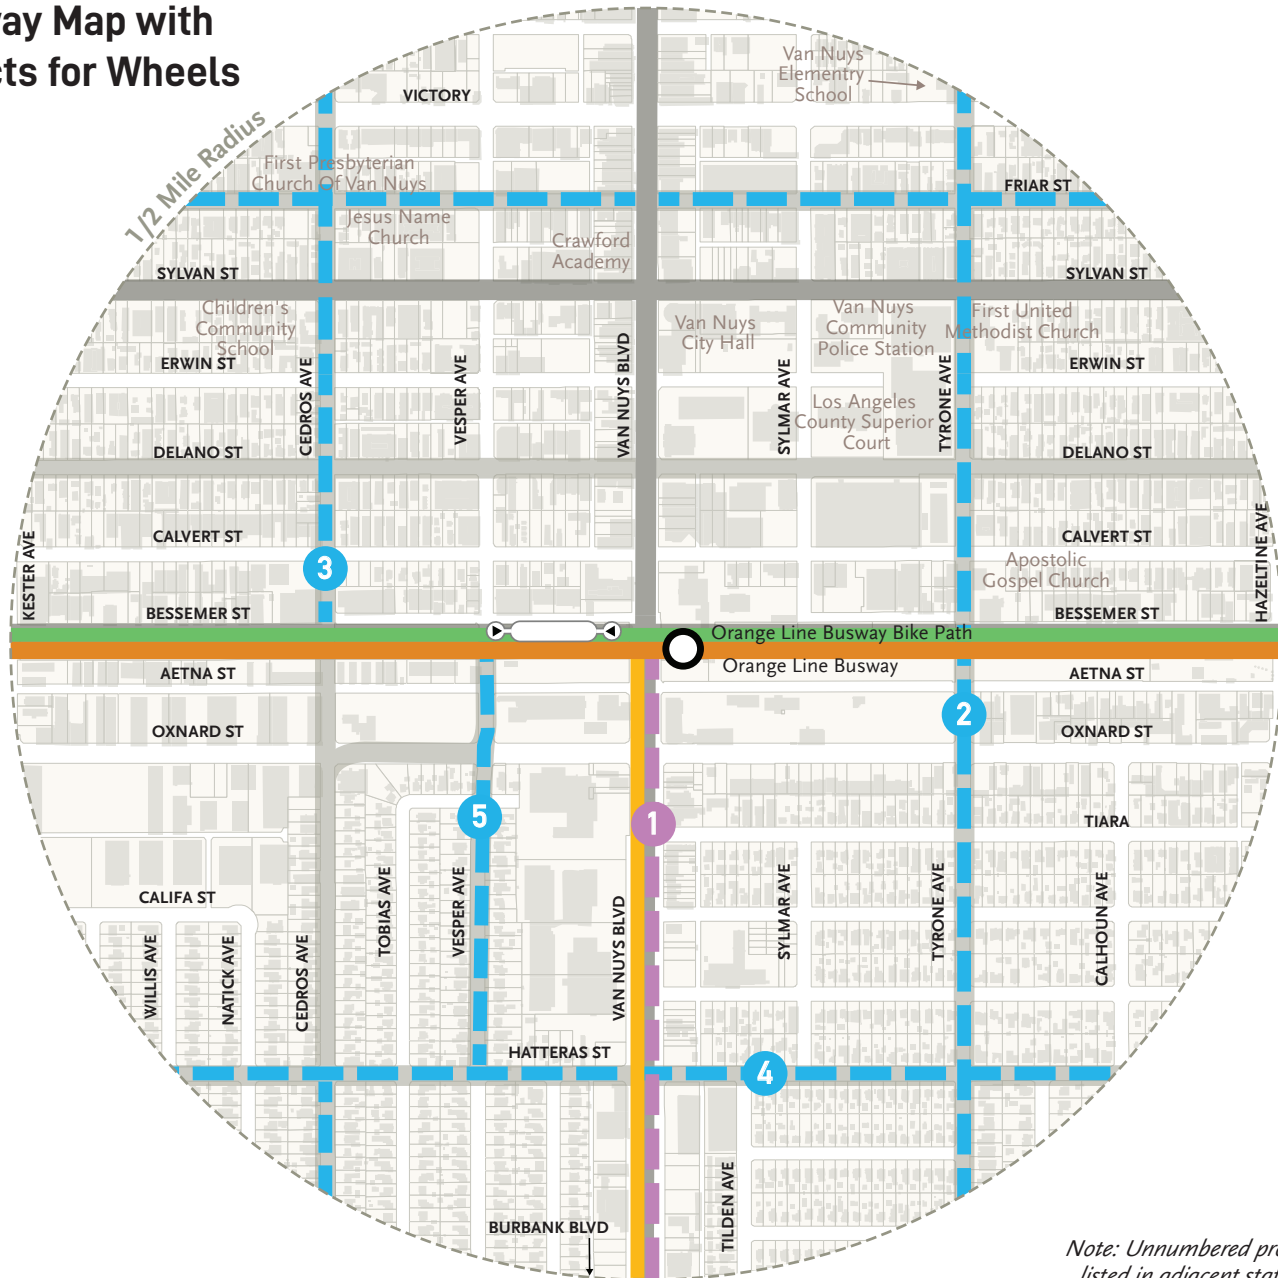 way Map with
cts for Wheels
1/2 Mile Radius
VICTORY
Van Nuys
Elementry
School
First Presbyterian
Church Of Van Nuys
FRIAR ST
Jesus Name
Church
Crawford
Academy
SYLVAN ST
SYLVAN ST
Children's
Community
School
Van Nuys
City Hall
Van Nuys
Community
Police Station
First United
Methodist Church
ERWIN ST
ERWIN ST
CEDROS AVE
VESPER AVE
VAN NUYS BLVD
SYLMAR AVE
TYRONE AVE
Los Angeles
County Superior
Court
DELANO ST
DELANO ST
CALVERT ST
CALVERT ST
KESTER AVE
HAZELTINE AVE
3
Apostolic
Gospel Church
BESSEMER ST
BESSEMER ST
Orange Line Busway Bike Path
Orange Line Busway
AETNA ST
AETNA ST
2
OXNARD ST
OXNARD ST
5
1
TIARA
CALIFA ST
WILLIS AVE
NATICK AVE
CEDROS AVE
TOBIAS AVE
VESPER AVE
VAN NUYS BLVD
SYLMAR AVE
TYRONE AVE
CALHOUN AVE
HATTERAS ST
4
TILDEN AVE
BURBANK BLVD
Note: Unnumbered pr
listed in adjacent stat